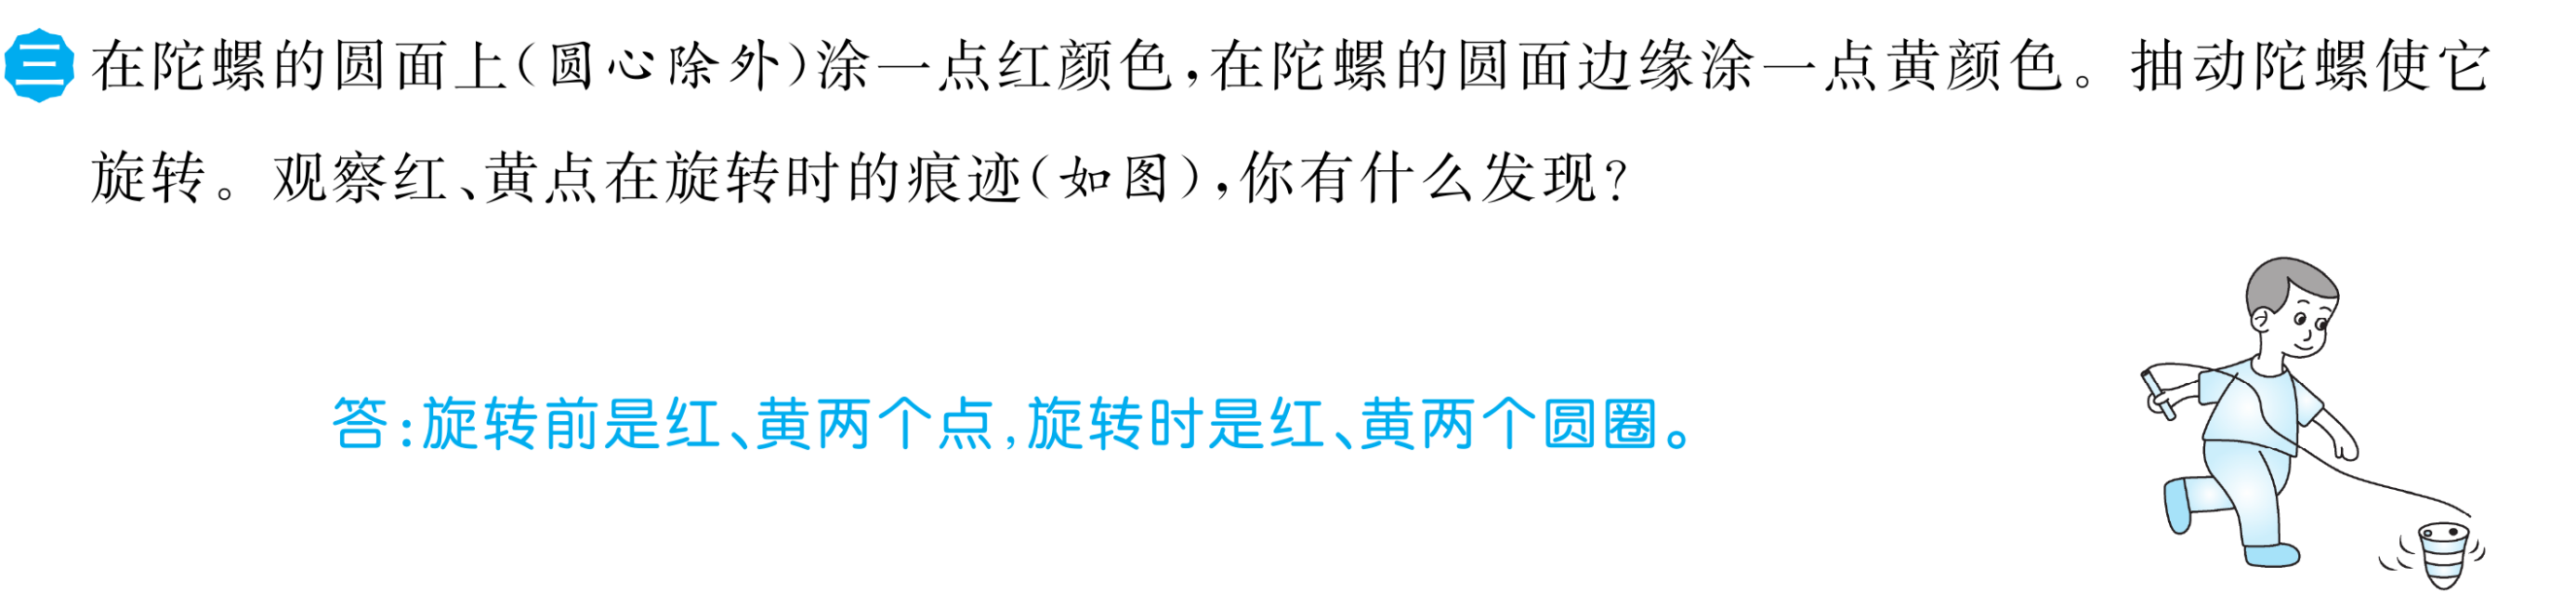 三 在陀螺的圆面上(圆心除外)涂一点红颜色,在陀螺的圆面边缘涂一点黄颜色。抽动陀螺使它
旋转。观察红、黄点在旋转时的痕迹(如图),你有什么发现?
答:旋转前是红、黄两个点,旋转时是红、黄两个圆圈。